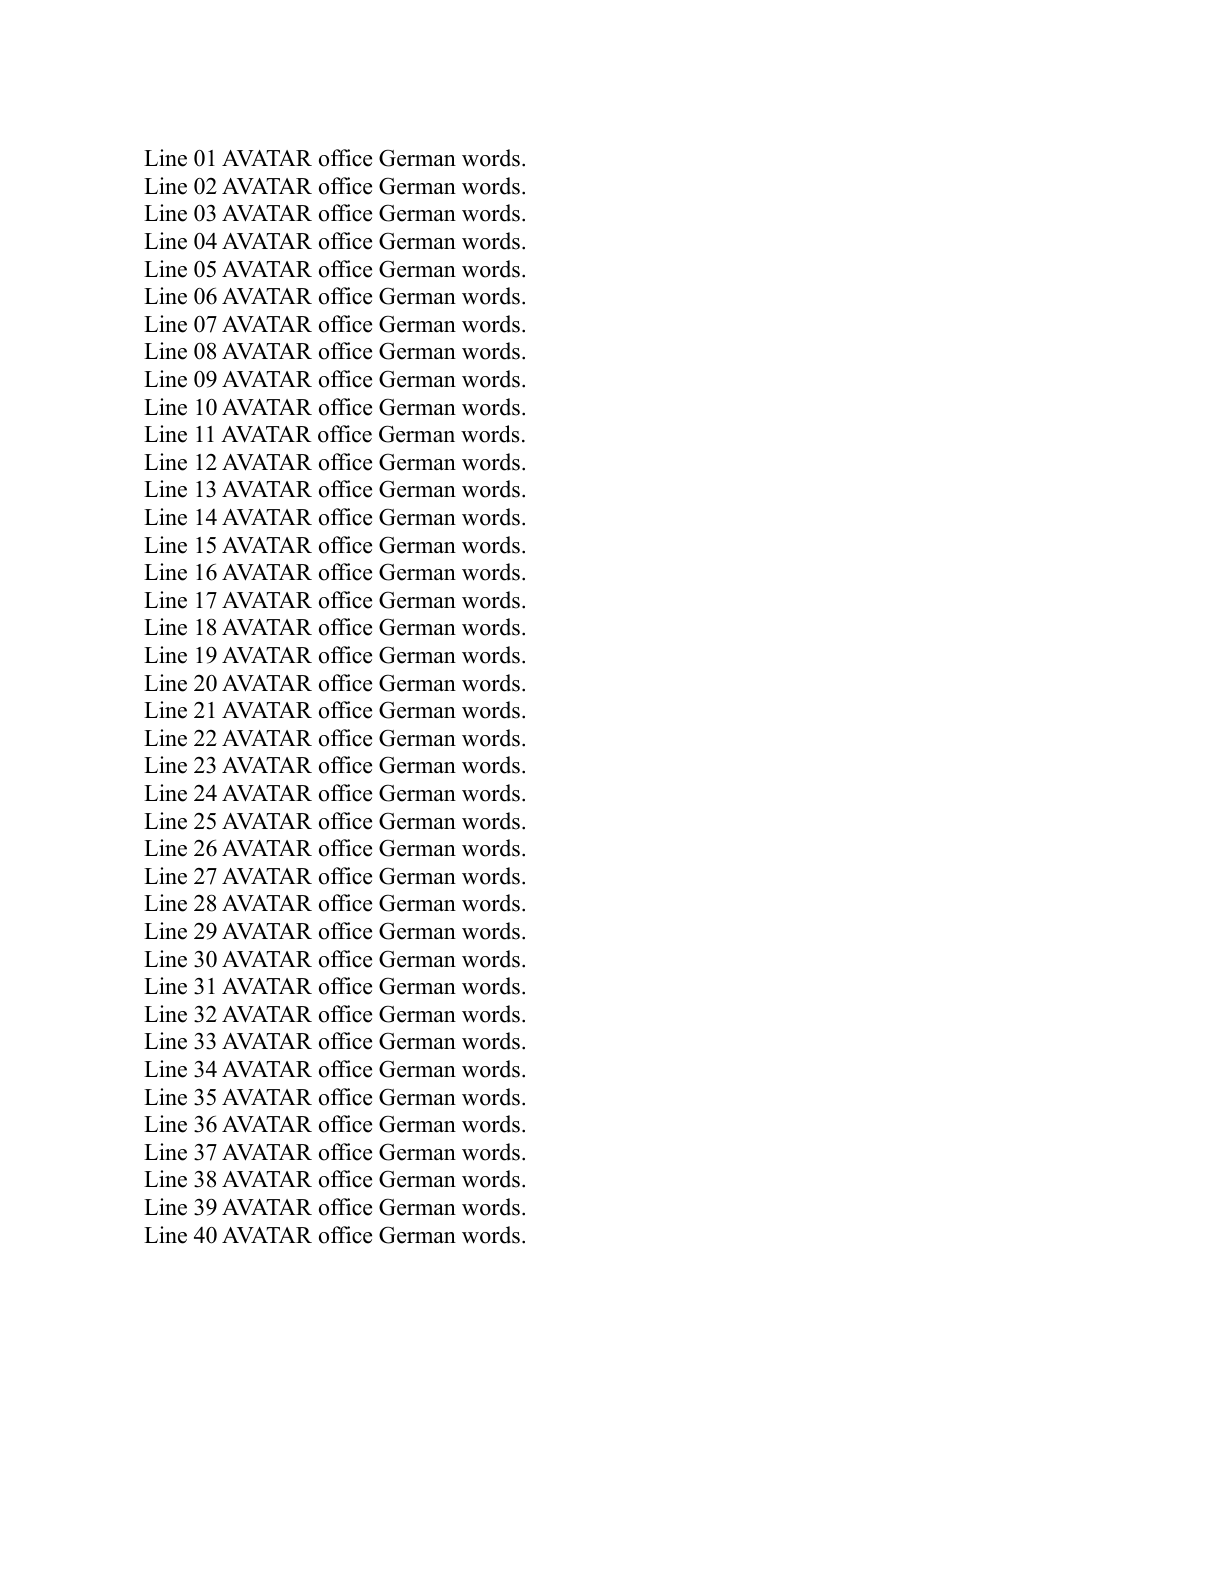 Line 01 AVATAR office German words.
Line 02 AVATAR office German words.
Line 03 AVATAR office German words.
Line 04 AVATAR office German words.
Line 05 AVATAR office German words.
Line 06 AVATAR office German words.
Line 07 AVATAR office German words.
Line 08 AVATAR office German words.
Line 09 AVATAR office German words.
Line 10 AVATAR office German words.
Line 11 AVATAR office German words.
Line 12 AVATAR office German words.
Line 13 AVATAR office German words.
Line 14 AVATAR office German words.
Line 15 AVATAR office German words.
Line 16 AVATAR office German words.
Line 17 AVATAR office German words.
Line 18 AVATAR office German words.
Line 19 AVATAR office German words.
Line 20 AVATAR office German words.
Line 21 AVATAR office German words.
Line 22 AVATAR office German words.
Line 23 AVATAR office German words.
Line 24 AVATAR office German words.
Line 25 AVATAR office German words.
Line 26 AVATAR office German words.
Line 27 AVATAR office German words.
Line 28 AVATAR office German words.
Line 29 AVATAR office German words.
Line 30 AVATAR office German words.
Line 31 AVATAR office German words.
Line 32 AVATAR office German words.
Line 33 AVATAR office German words.
Line 34 AVATAR office German words.
Line 35 AVATAR office German words.
Line 36 AVATAR office German words.
Line 37 AVATAR office German words.
Line 38 AVATAR office German words.
Line 39 AVATAR office German words.
Line 40 AVATAR office German words.